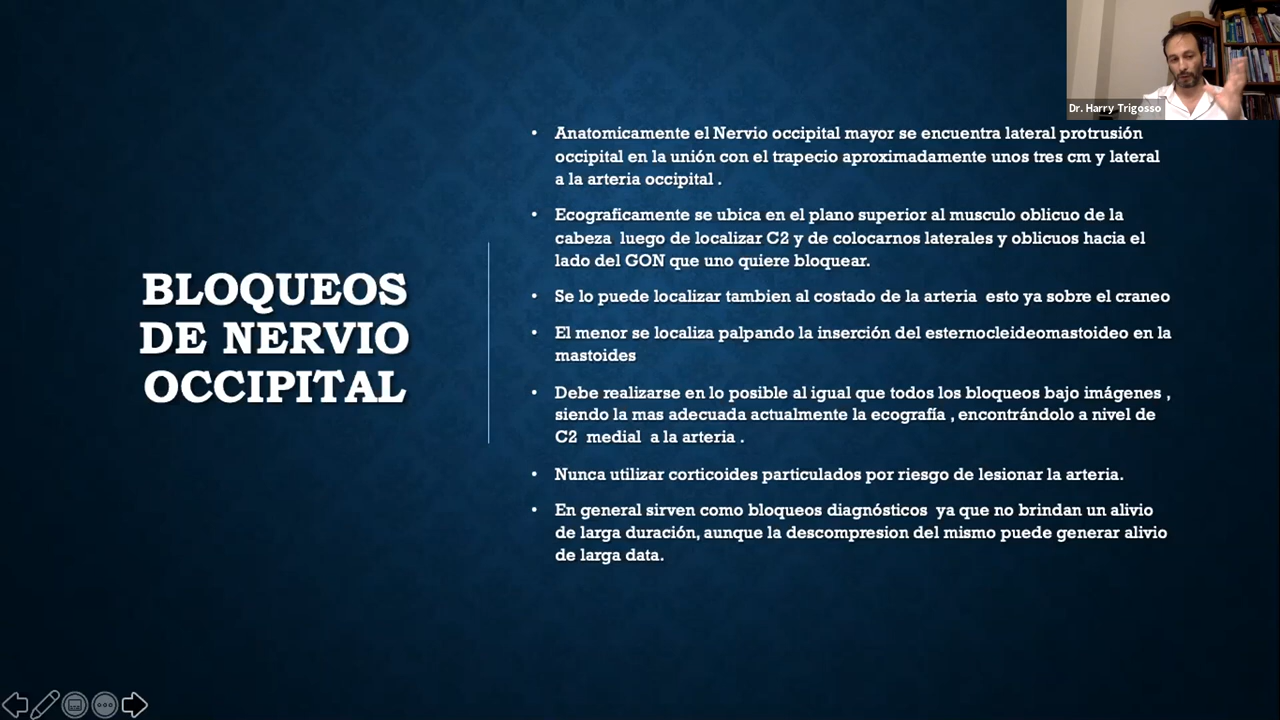 Dr. Harry Trigosso
BLOQUEOS
DE NERVIO
OCCIPITAL
• Anatomicamente el Nervio occipital mayor se encuentra lateral protrusión
occipital en la unión con el trapecio aproximadamente unos tres cm y lateral
a la arteria occipital .
• Ecograficamente se ubica en el plano superior al musculo oblicuo de la
cabeza luego de localizar C2 y de colocarnos laterales y oblicuos hacia el
lado del GON que uno quiere bloquear.
• Se lo puede localizar tambien al costado de la arteria esto ya sobre el craneo
• El menor se localiza palpando la inserción del esternocleideomastoideo en la
mastoides
• Debe realizarse en lo posible al igual que todos los bloqueos bajo imágenes ,
siendo la mas adecuada actualmente la ecografía , encontrándolo a nivel de
C2 medial a la arteria .
• Nunca utilizar corticoides particulados por riesgo de lesionar la arteria.
• En general sirven como bloqueos diagnósticos ya que no brindan un alivio
de larga duración, aunque la descompresion del mismo puede generar alivio
de larga data.